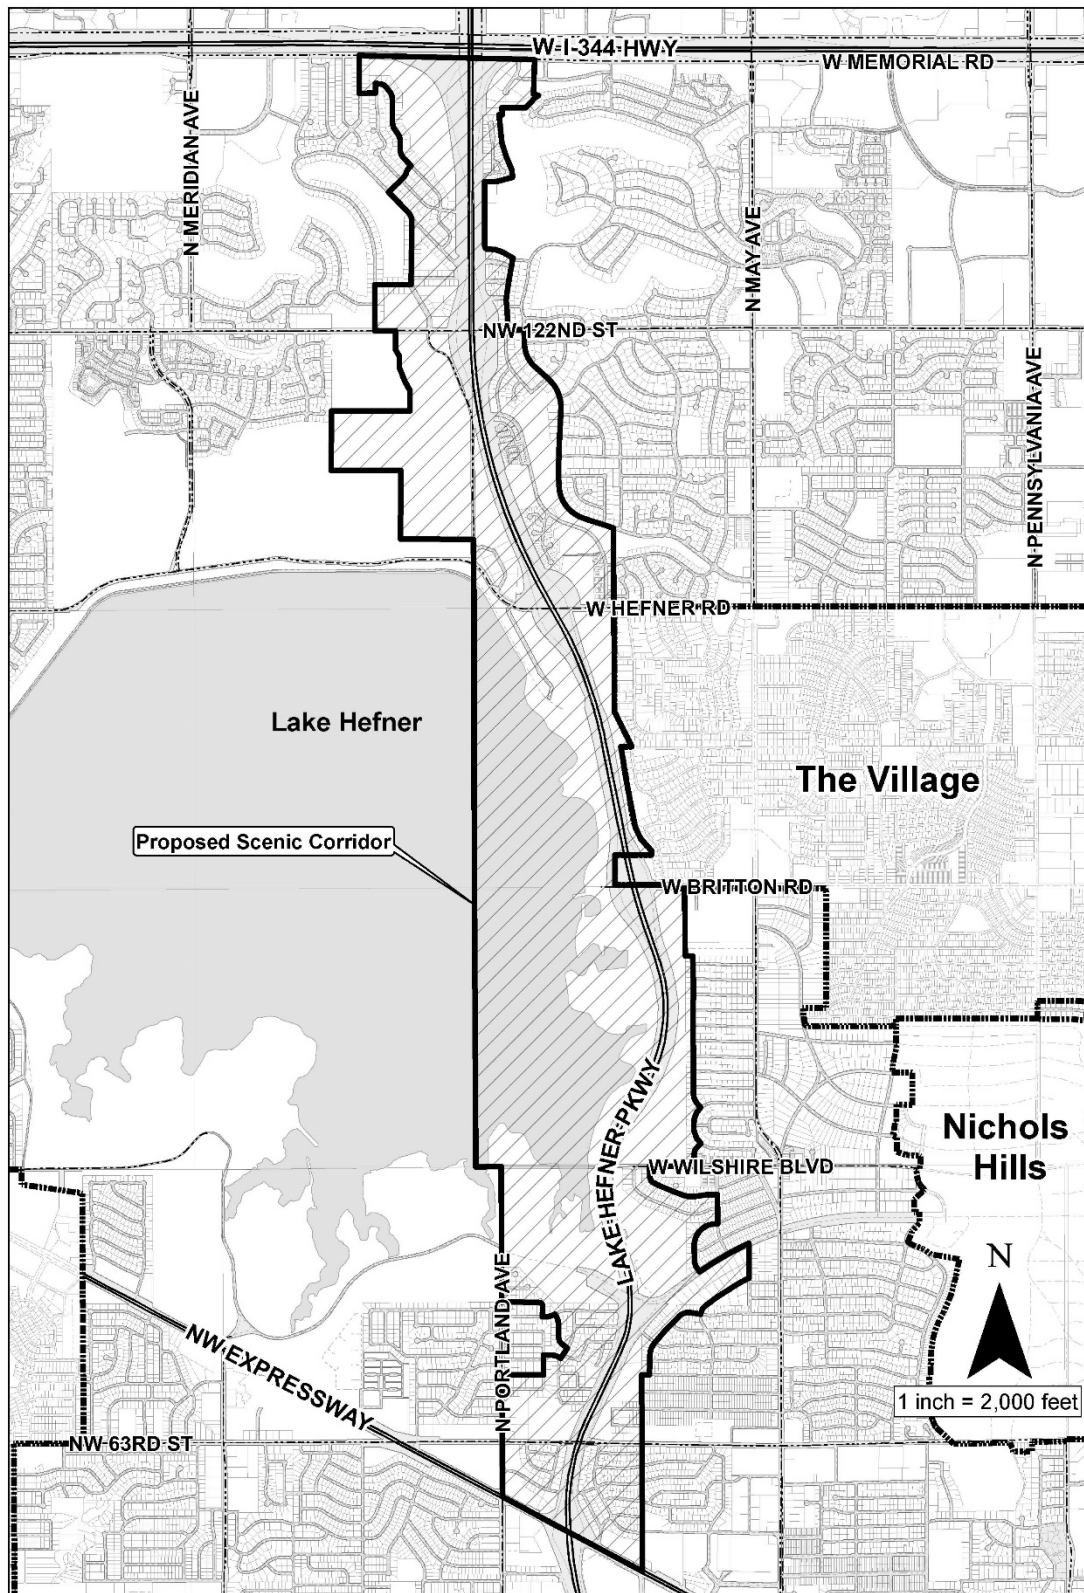 W I-344 HWY
W MEMORIAL RD
N MERIDIAN AVE
N MAY AVE
NW 122ND ST
N PENNSYLVANIA AVE
W HEFNER RD
Lake Hefner
The Village
Proposed Scenic Corridor
W BRITTON RD
LAKE HEFNER PKWY
Nichols
Hills
W WILSHIRE BLVD
N
N PORTLAND AVE
NW EXPRESSWAY
1 inch = 2,000 feet
NW 63RD ST